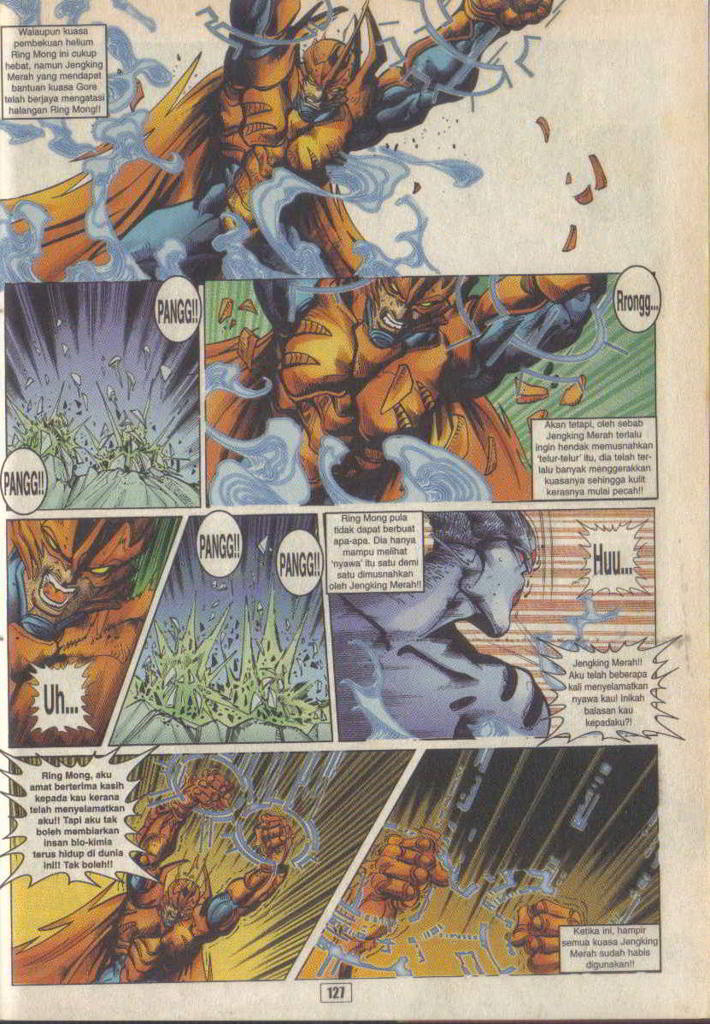 Walaupun kuasa
pembekuan helium
Ring Mong ini cukup
hebat, namun Jengking
Merah yang mendapat
bantuan kuasa Gore
telah berjaya mengatasi
halangan Ring Mong!!
PANGG!!
PANGG!!
Rrongg...
Akan tetapi, oleh sebab
Jengking Merah terlalu
ingin hendak memusnahkan
'telur-telur' itu, dia telah ter-
lalu banyak menggerakkan
kuasanya sehingga kulit
kerasnya mulai pecah!!
Uh...
PANGG!!
PANGG!!
Ring Mong pula
tidak dapat berbuat
apa-apa. Dia hanya
mampu melihat
'nyawa' itu satu demi
satu dimusnahkan
oleh Jengking Merah!!
Huu...
Jengking Merah!!
Aku telah beberapa
kali menyelamatkan
nyawa kau! Inikah
balasan kau
kepadaku?!
Ring Mong, aku
amat berterima kasih
kepada kau kerana
telah menyelamatkan
aku!! Tapi aku tak
boleh membiarkan
insan bio-kimia
terus hidup di dunia
ini!! Tak boleh!!
Ketika ini, hampir
semua kuasa Jengking
Merah sudah habis
digunakan!!
127